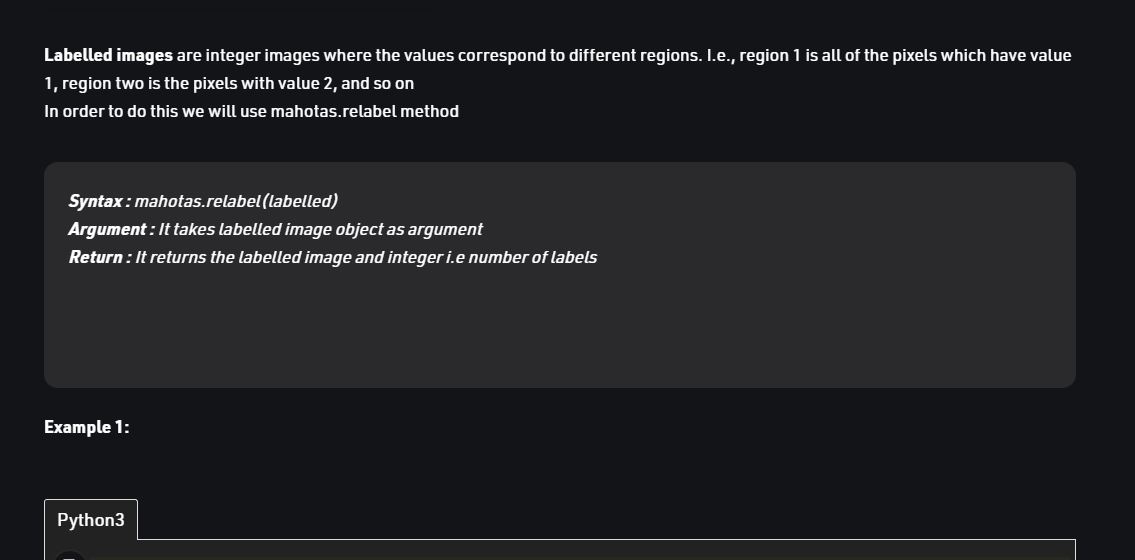 Labelled images are integer images where the values correspond to different regions. I.e., region 1 is all of the pixels which have value
1, region two is the pixels with value 2, and so on
In order to do this we will use mahotas.relabel method
Syntax : mahotas.relabel(labelled)
Argument : It takes labelled image object as argument
Return : It returns the labelled image and integer i.e number of labels
Example 1:
Python3